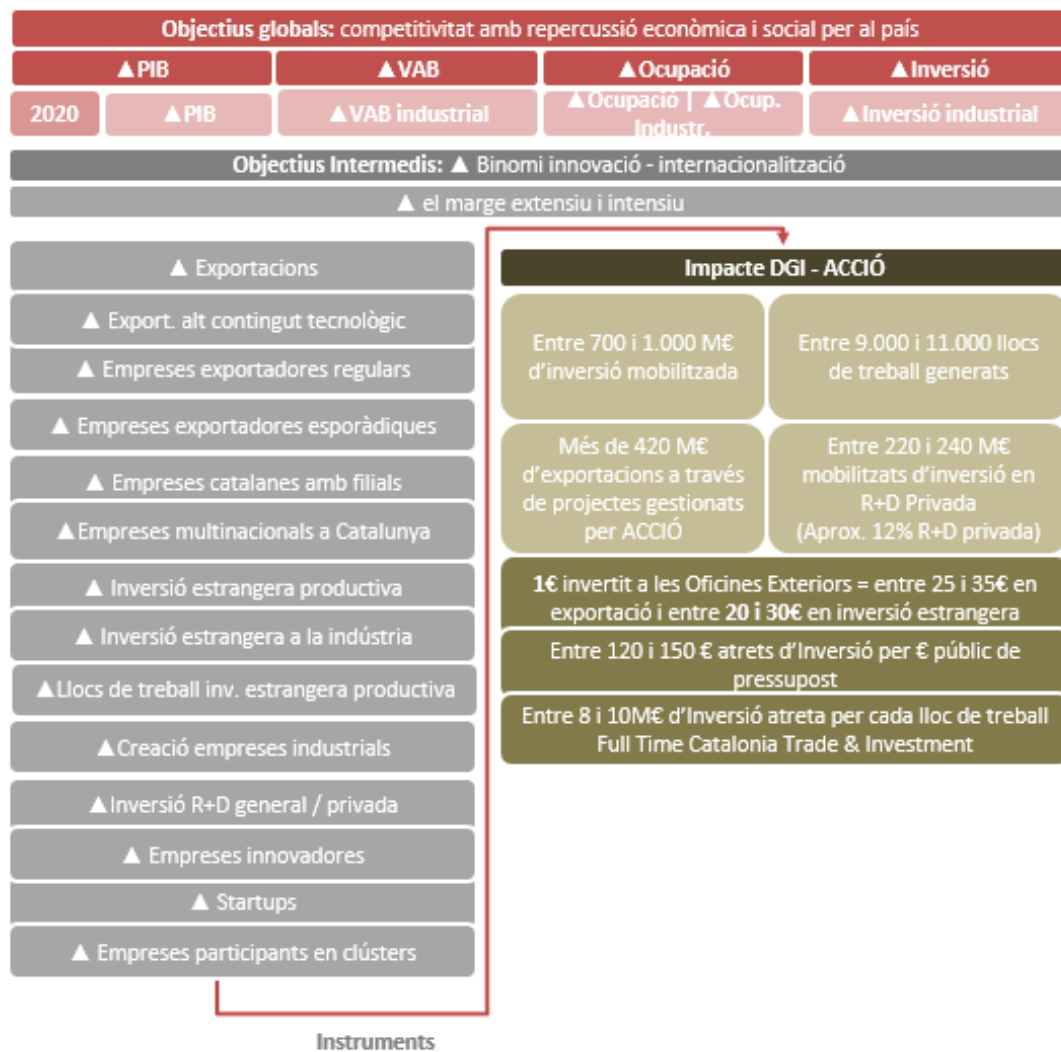 Objectius globals: competitivitat amb repercussió econòmica i social per al país
▲PIB
▲VAB
▲Ocupació
▲Inversió
2020
▲PIB
▲VAB industrial
▲Ocupació | ▲Ocup.
Industr.
▲Inversió industrial
Objectius Intermedis: ▲ Binomi innovació - internacionalització
▲ el marge extensiu i intensiu
▲ Exportacions
▲ Export. alt contingut tecnològic
▲ Empreses exportadores regulars
▲ Empreses exportadores esporàdiques
▲ Empreses catalanes amb filials
▲Empreses multinacionals a Catalunya
▲ Inversió estrangera productiva
▲ Inversió estrangera a la indústria
▲Llocs de treball inv. estrangera productiva
▲Creació empreses industrials
▲Inversió R+D general / privada
▲ Empreses innovadores
▲ Startups
▲ Empreses participants en clústers
Instruments
Impacte DGI - ACCIÓ
Entre 700 i 1.000 M€
d’inversió mobilitzada
Entre 9.000 i 11.000 llocs
de treball generats
Més de 420 M€
d’exportacions a través
de projectes gestionats
per ACCIÓ
Entre 220 i 240 M€
mobilitzats d’inversió en
R+D Privada
(Aprox. 12% R+D privada)
1€ invertit a les Oficines Exteriors = entre 25 i 35€ en
exportació i entre 20 i 30€ en inversió estrangera
Entre 120 i 150 € atrets d’Inversió per € públic de
pressupost
Entre 8 i 10M€ d’Inversió atreta per cada lloc de treball
Full Time Catalonia Trade & Investment